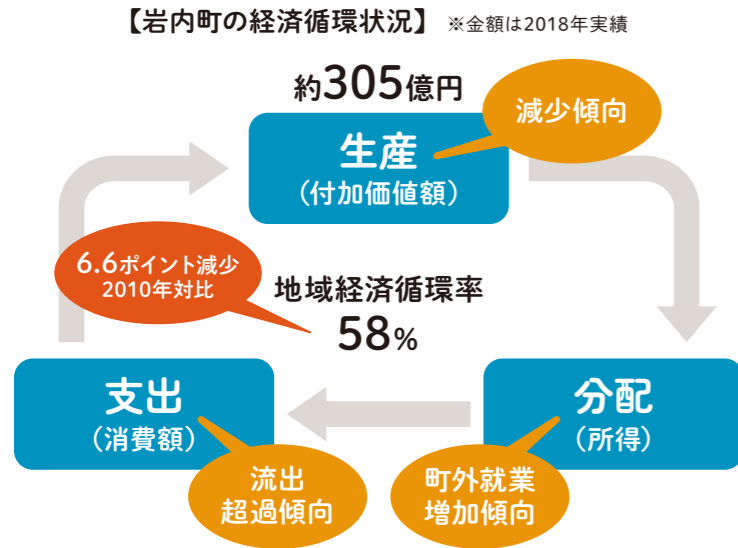 【岩内町の経済循環状況】 ※金額は2018年実績
約305億円
減少傾向
生産
（付加価値額）
6.6ポイント減少
2010年対比
地域経済循環率
58%
支出
（消費額）
分配
（所得）
流出
超過傾向
町外就業
増加傾向